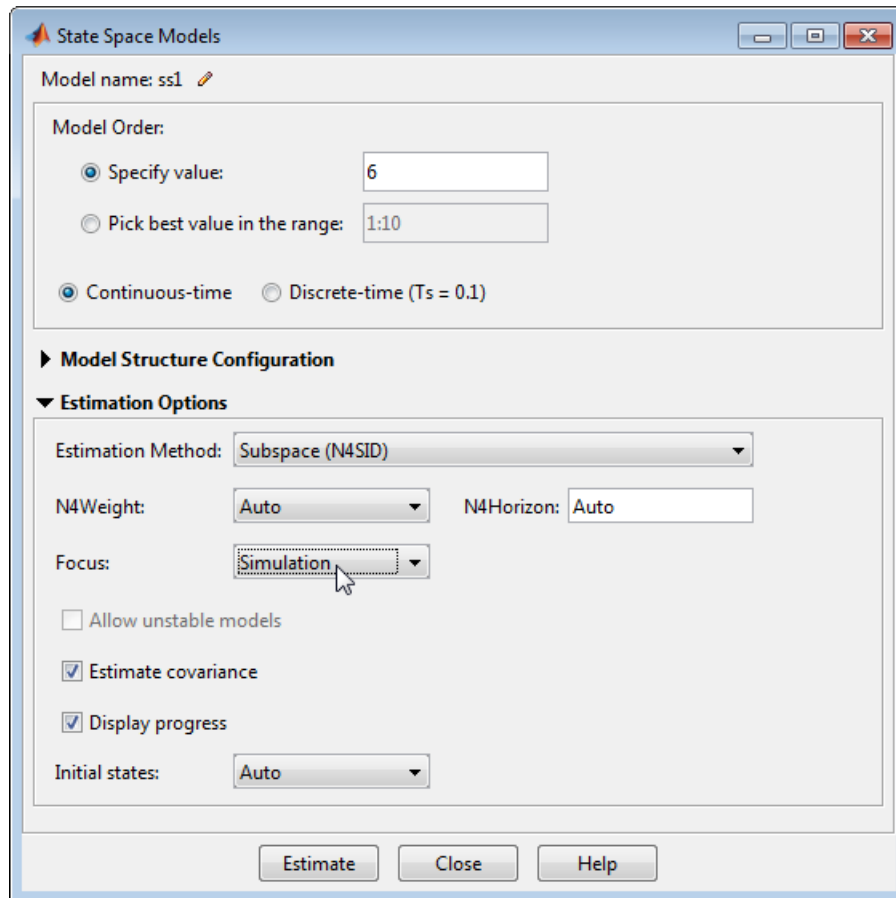 State Space Models
Model name: ss1
Model Order:
Specify value: 6
Pick best value in the range: 1:10
Continuous-time Discrete-time (Ts = 0.1)
Model Structure Configuration
Estimation Options
Estimation Method: Subspace (N4SID)
N4Weight: Auto N4Horizon: Auto
Focus: Simulation
Allow unstable models
Estimate covariance
Display progress
Initial states: Auto
Estimate Close Help